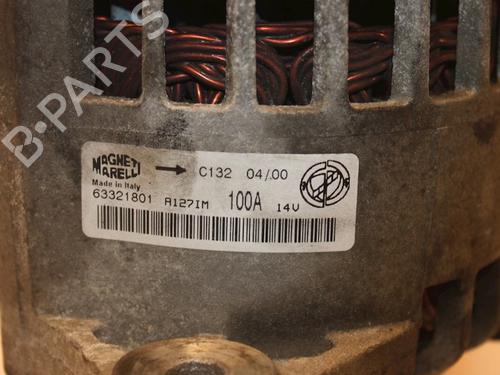 B-PARTS
MAGNETI MARELLI → C132 04/.00
Made in Italy
63321801 A127IM 100A 14V